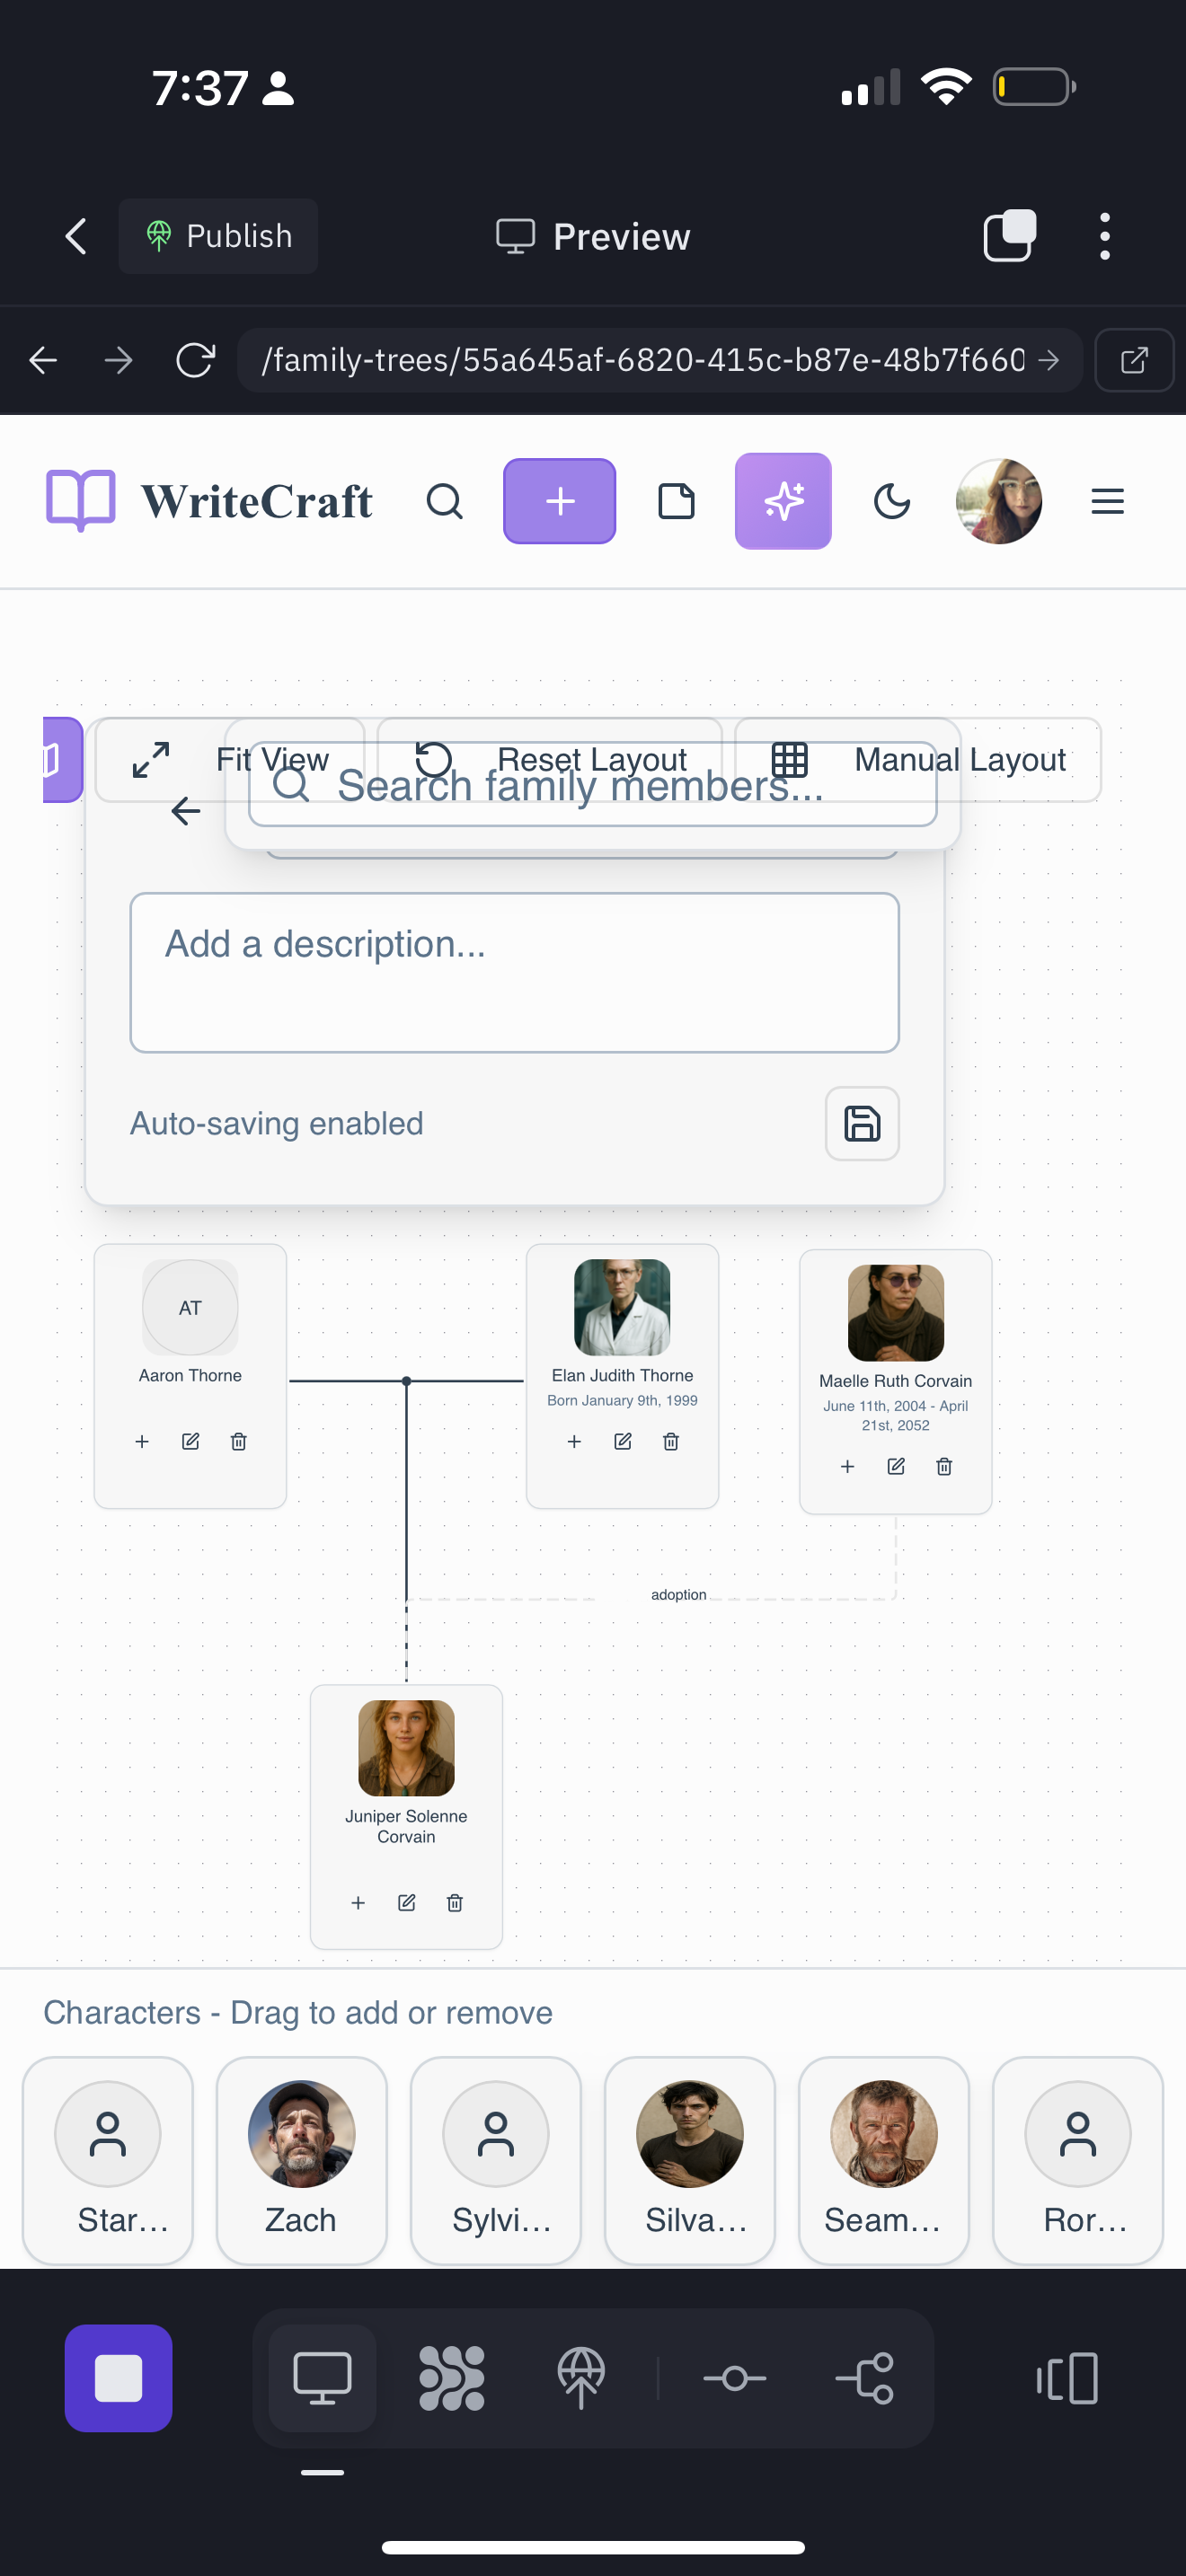 7:37
Publish
Preview
/family-trees/55a645af-6820-415c-b87e-48b7f660
WriteCraft
Fit View
Reset Layout
Manual Layout
Search family members...
Add a description...
Auto-saving enabled
AT
Aaron Thorne
Elan Judith Thorne
Born January 9th, 1999
Maelle Ruth Corvain
June 11th, 2004 - April
21st, 2052
adoption
Juniper Solenne
Corvain
Characters - Drag to add or remove
Star...
Zach
Sylvi...
Silva...
Seam...
Ror...